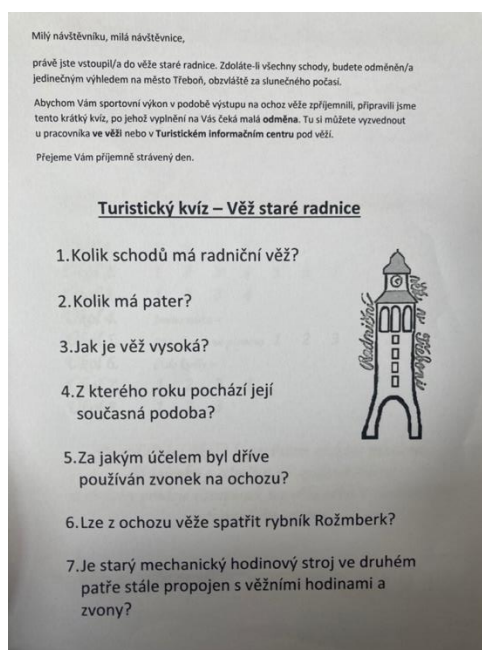 Milý návštěvníku, milá návštěvnice,
právě jste vstoupil/a do věže staré radnice. Zdoláte-li všechny schody, budete odměněn/a
jedinečným výhledem na město Třeboň, obzvláště za slunečného počasí.
Abychom Vám sportovní výkon v podobě výstupu na ochoz věže zpříjemnili, připravili jsme
tento krátký kvíz, po jehož vyplnění na Vás čeká malá odměna. Tu si můžete vyzvednout
u pracovníka ve věži nebo v Turistickém informačním centru pod věží.
Přejeme Vám příjemně strávený den.
Turistický kvíz – Věž staré radnice
1.Kolik schodů má radniční věž?
2.Kolik má pater?
3.Jak je věž vysoká?
4.Z kterého roku pochází její
současná podoba?
5.Za jakým účelem byl dříve
používán zvonek na ochozu?
6.Lze z ochozu věže spatřit rybník Rožmberk?
7.Je starý mechanický hodinový stroj ve druhém
patře stále propojen s věžními hodinami a
zvony?
Radniční
věž v Třeboni